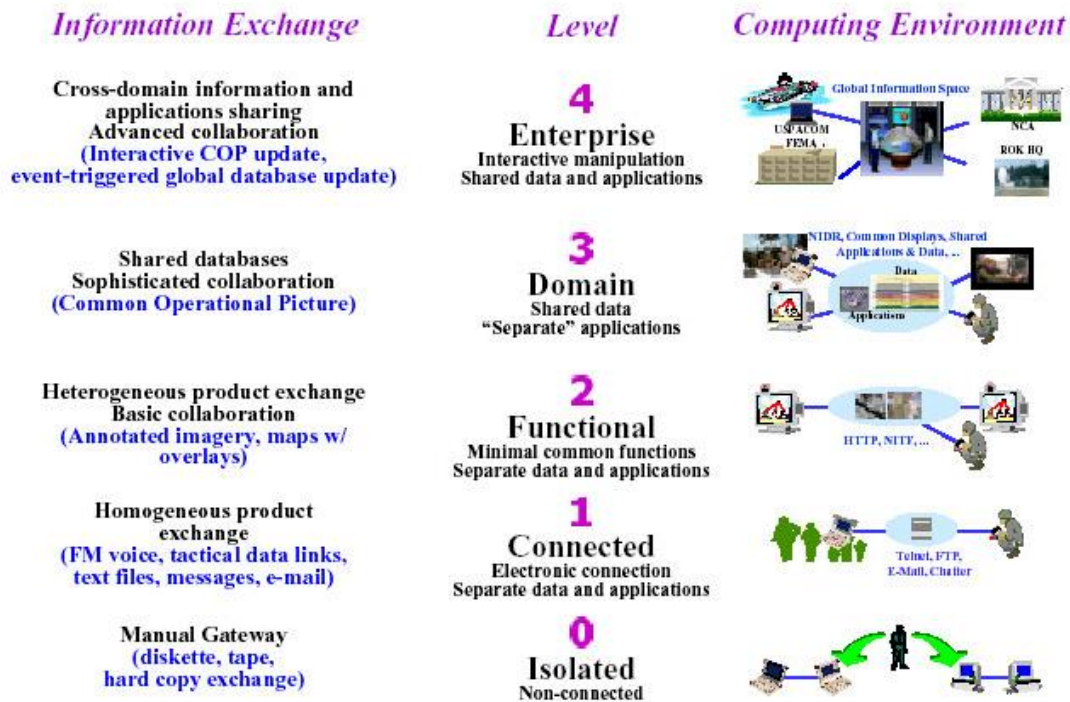 Information Exchange
Level
Computing Environment
Cross-domain information and
applications sharing
Advanced collaboration
(Interactive COP update,
event-triggered global database update)
4
Enterprise
Interactive manipulation
Shared data and applications
Global Information Space
USPACOM
FEMA
NCA
ROK HQ
Shared databases
Sophisticated collaboration
(Common Operational Picture)
3
Domain
Shared data
“Separate” applications
NIDR, Common Displays, Shared
Applications & Data, ...
Data
Applications
Heterogeneous product exchange
Basic collaboration
(Annotated imagery, maps w/
overlays)
2
Functional
Minimal common functions
Separate data and applications
HTTP, NITF, ...
Homogeneous product
exchange
(FM voice, tactical data links,
text files, messages, e-mail)
1
Connected
Electronic connection
Separate data and applications
Telnet, FTP,
E-Mail, Chatter
Manual Gateway
(diskette, tape,
hard copy exchange)
0
Isolated
Non-connected